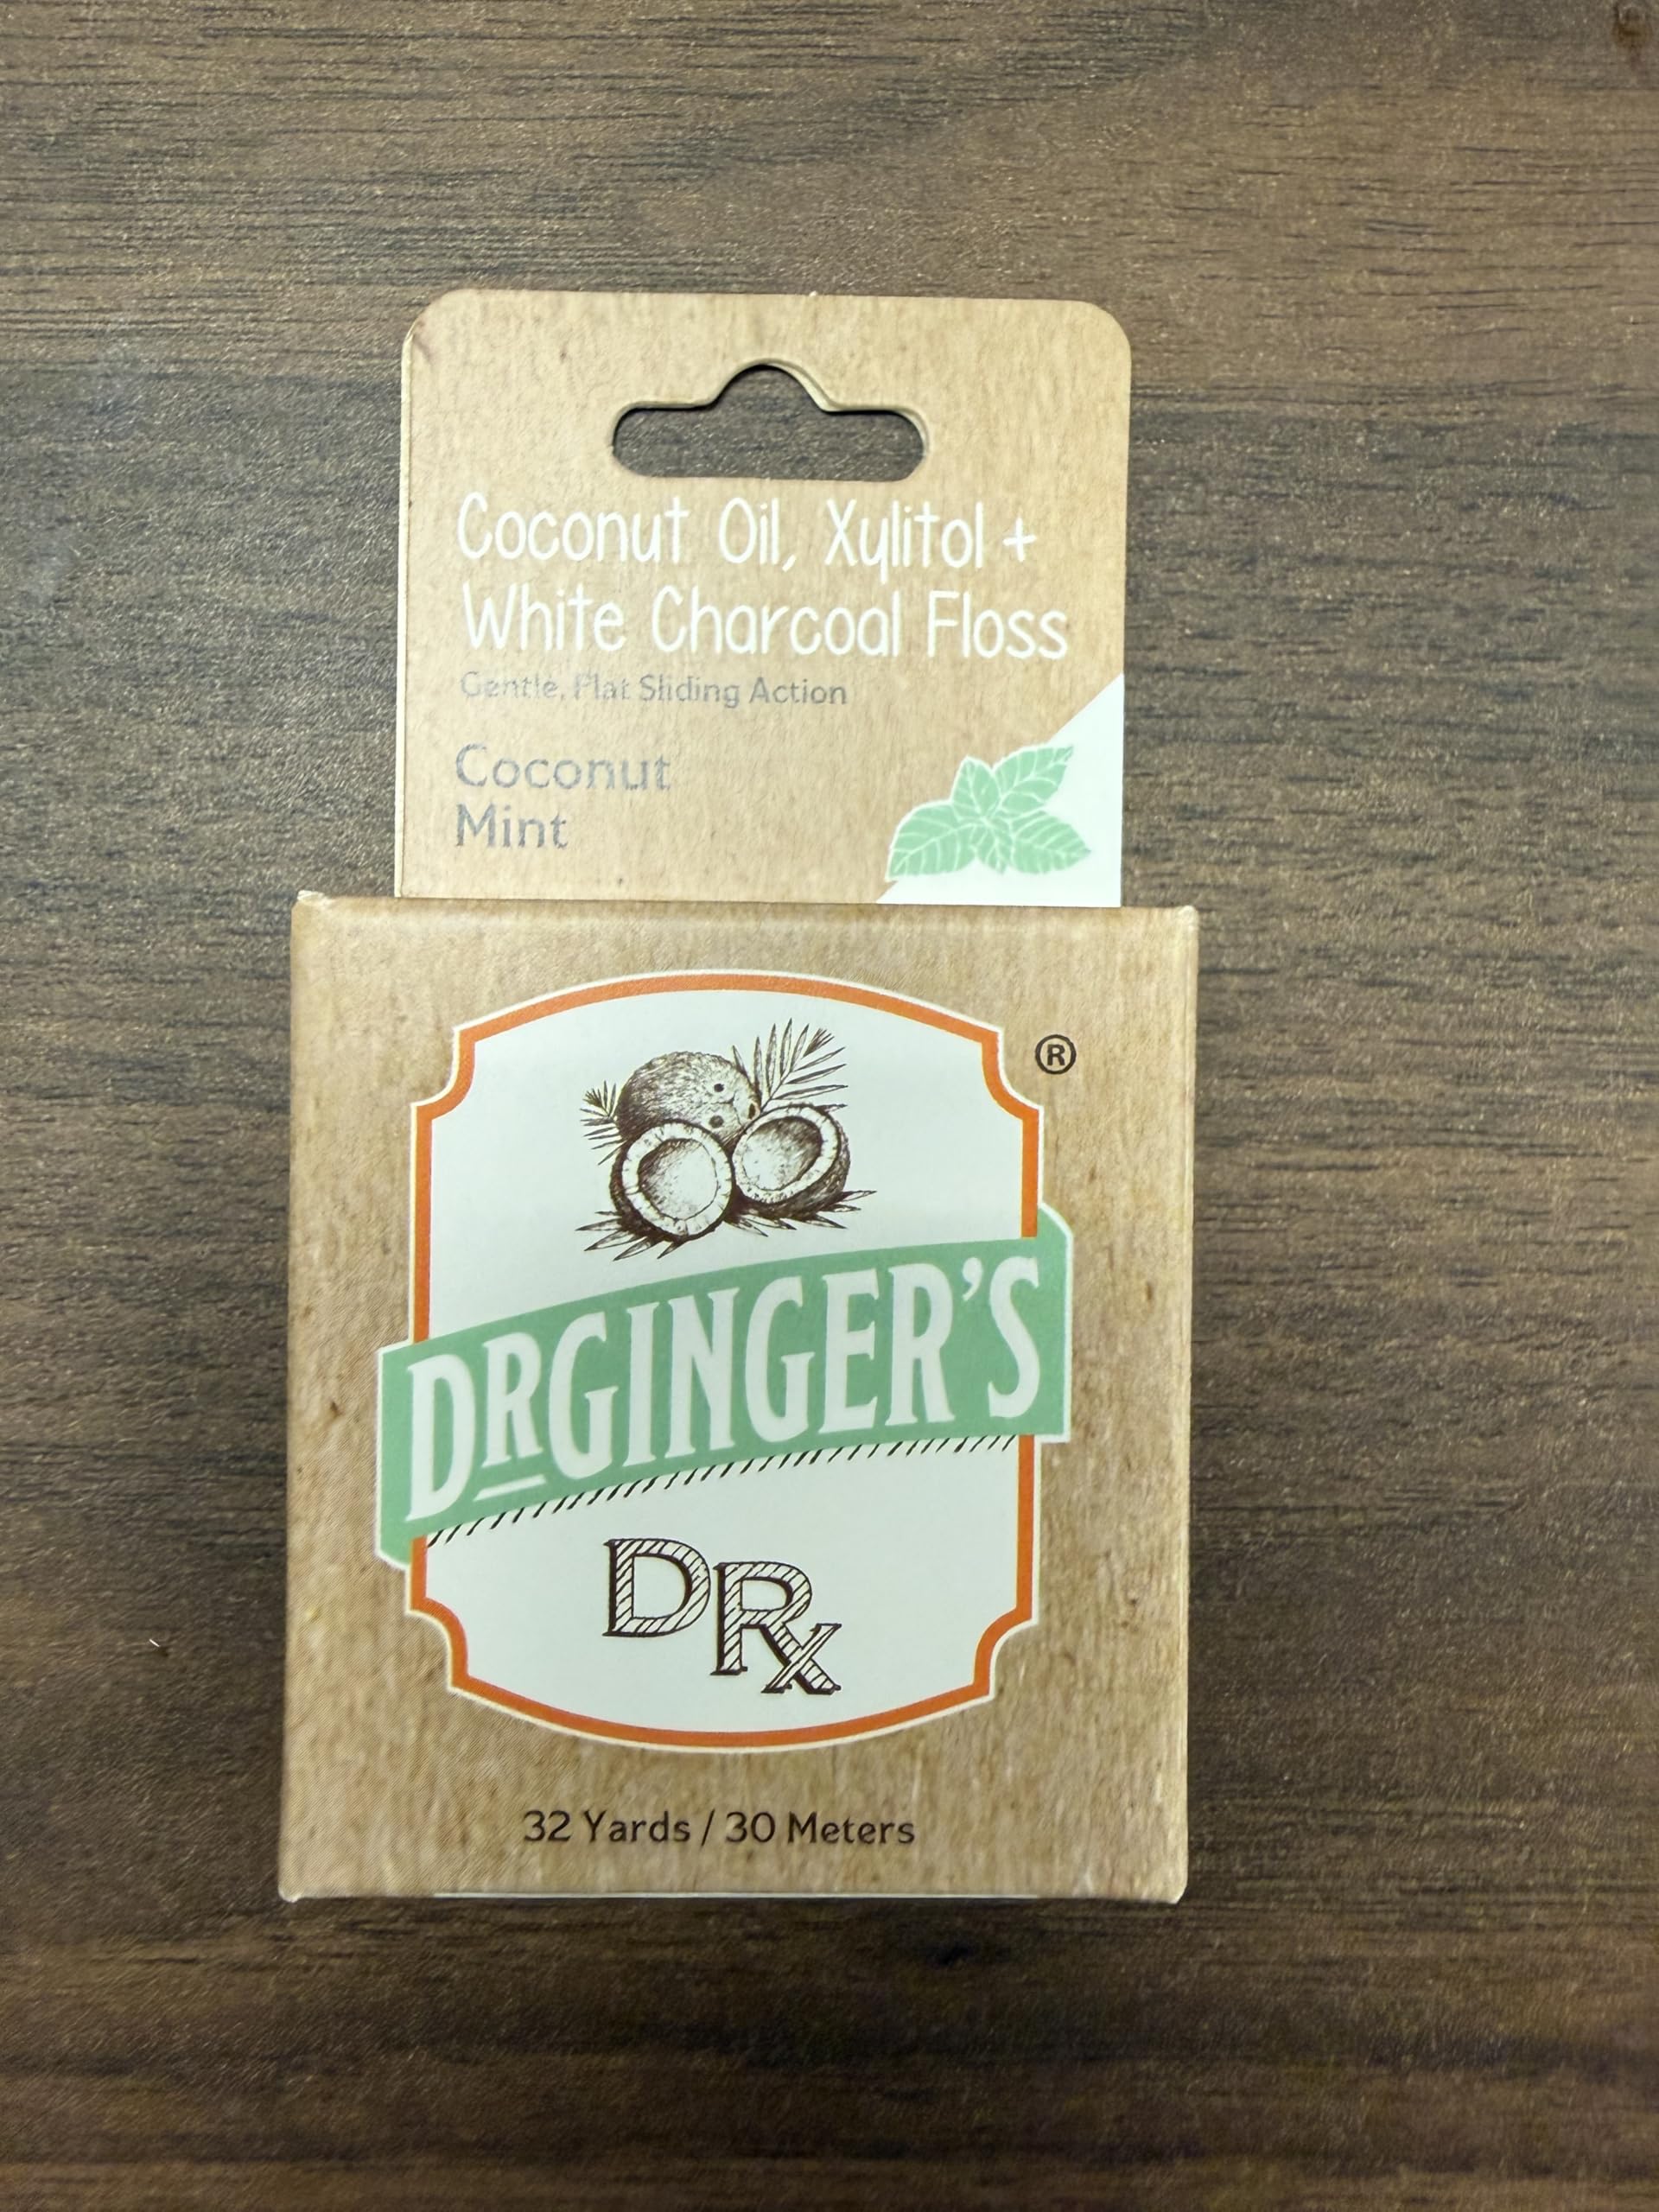 Coconut Oil, Xylitol +
White Charcoal Floss
Gentle, Flat Sliding Action
Coconut
Mint
®
DRGINGER'S
DRx
32 Yards / 30 Meters